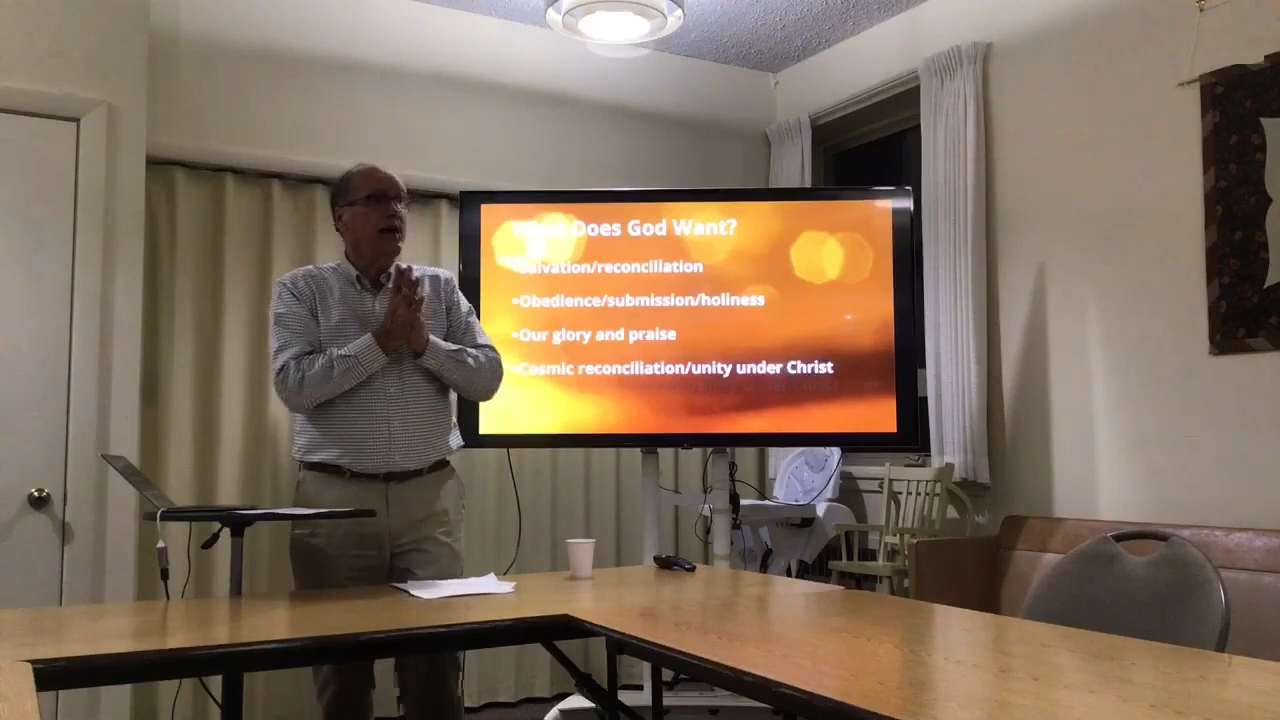 What Does God Want?
•Salvation/reconciliation
•Obedience/submission/holiness
•Our glory and praise
•Cosmic reconciliation/unity under Christ